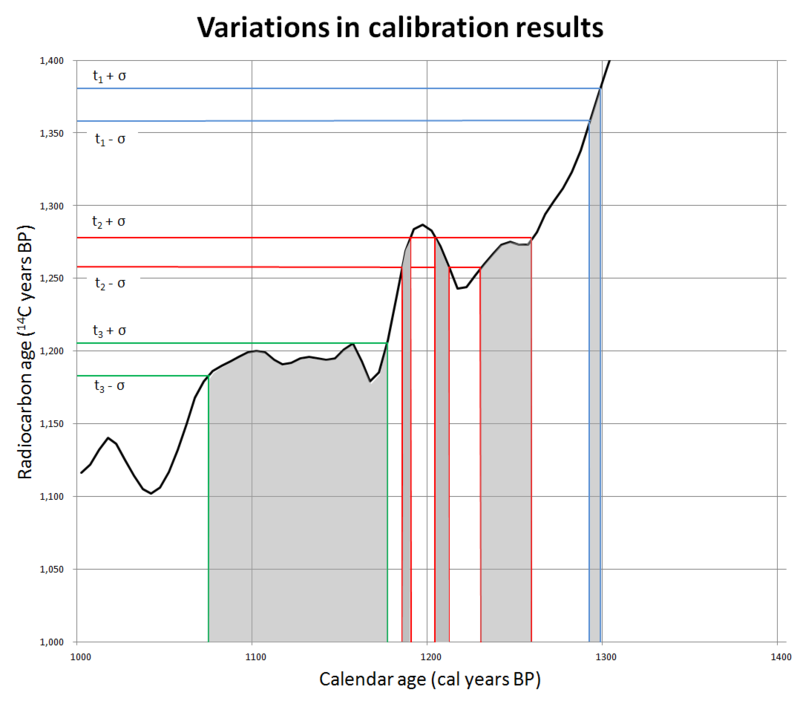 Variations in calibration results
1,400
t₁ + σ
1,350
t₁ - σ
1,300
t₂ + σ
1,250
t₂ - σ
t₃ + σ
1,200
t₃ - σ
1,150
1,100
1,050
1,000
Radiocarbon age (¹⁴C years BP)
1000 1100 1200 1300 1400
Calendar age (cal years BP)